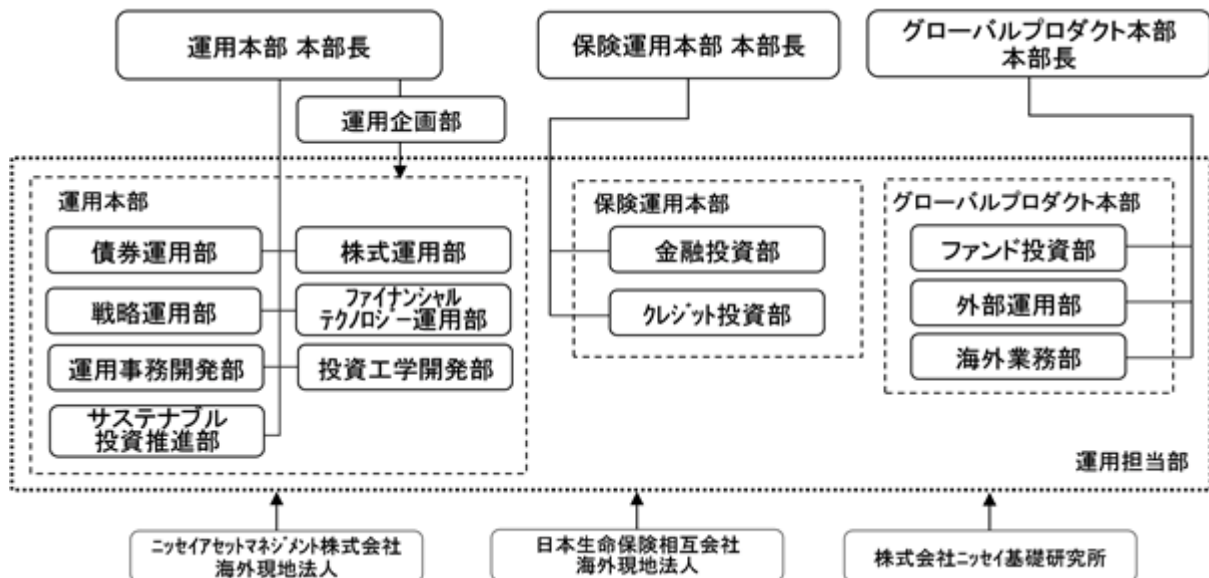 運用本部 本部長
保険運用本部 本部長
グローバルプロダクト本部
本部長
運用企画部
運用本部
債券運用部
株式運用部
戦略運用部
ファイナンシャル
テクノロジー運用部
運用事務開発部
投資工学開発部
サステナブル
投資推進部
保険運用本部
金融投資部
クレジット投資部
グローバルプロダクト本部
ファンド投資部
外部運用部
海外業務部
運用担当部
ニッセイアセットマネジメント株式会社
海外現地法人
日本生命保険相互会社
海外現地法人
株式会社ニッセイ基礎研究所